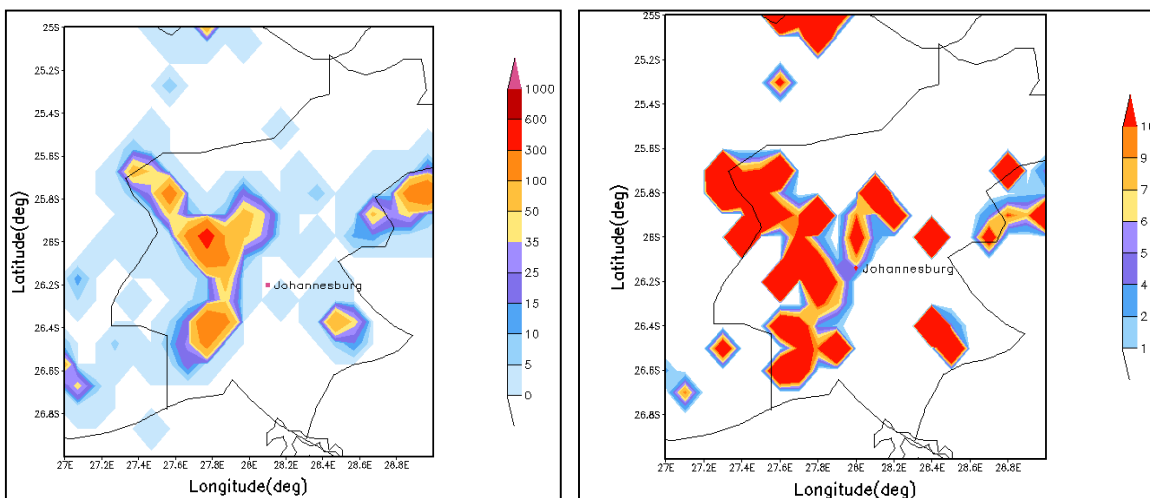 25S
25.2S
25.4S
25.6S
25.8S
26S
26.2S
26.4S
26.6S
26.8S
Latitude(deg)
27E 27.2E 27.4E 27.6E 27.8E 28E 28.2E 28.4E 28.6E 28.8E
Longitude(deg)
Johannesburg
1000
600
300
100
50
35
25
15
10
5
0
25S
25.2S
25.4S
25.6S
25.8S
26S
26.2S
26.4S
26.6S
26.8S
Latitude(deg)
27E 27.2E 27.4E 27.6E 27.8E 28E 28.2E 28.4E 28.6E 28.8E
Longitude(deg)
Johannesburg
10
9
7
6
5
4
2
1